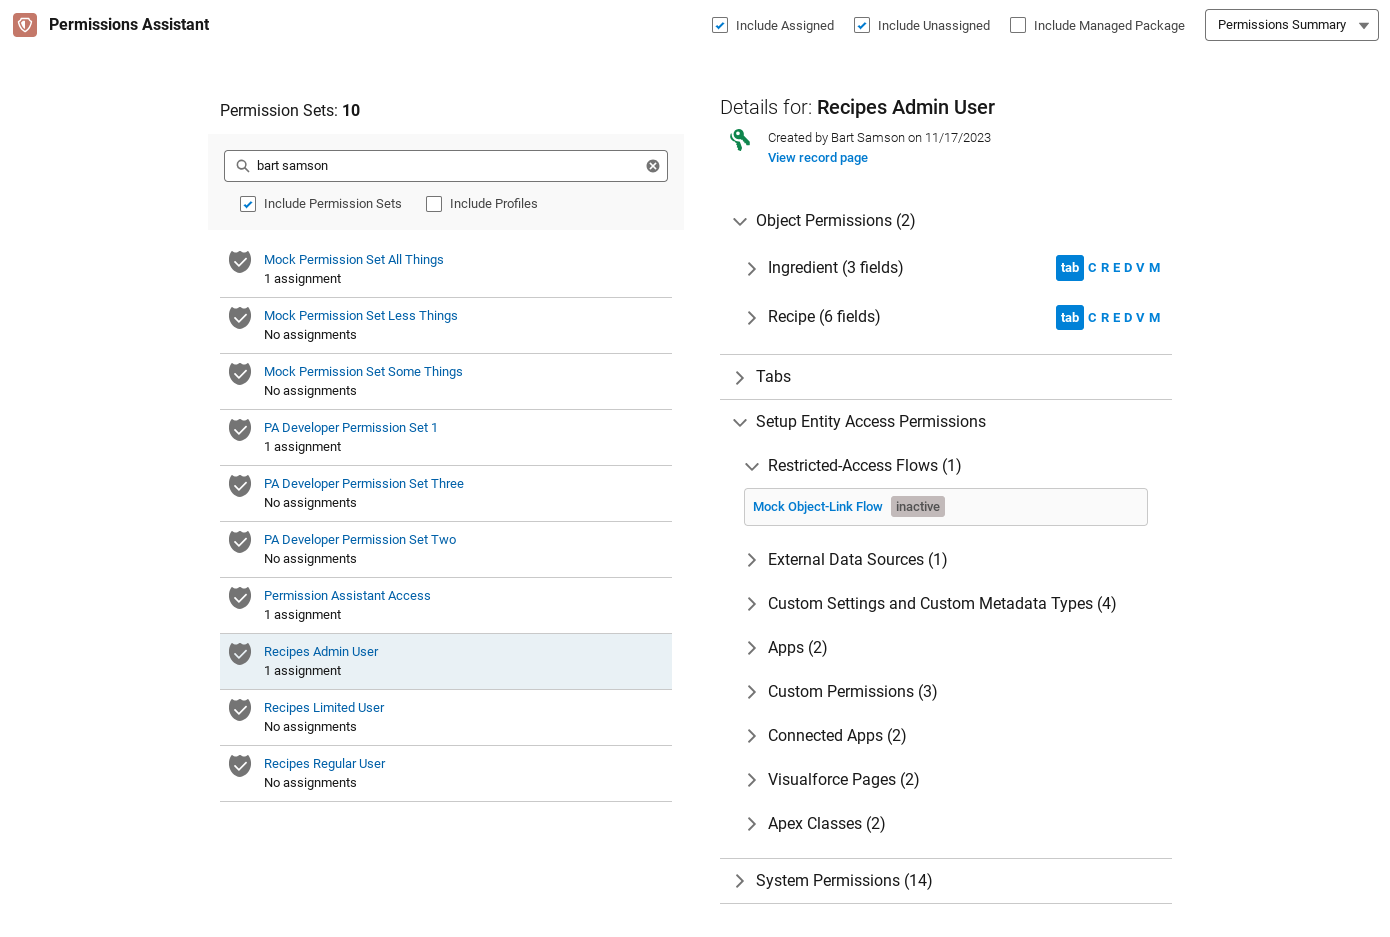 Permissions Assistant
Include Assigned
Include Unassigned
Include Managed Package
Permissions Summary
Permission Sets: 10
bart samson
Include Permission Sets
Include Profiles
Mock Permission Set All Things
1 assignment
Mock Permission Set Less Things
No assignments
Mock Permission Set Some Things
No assignments
PA Developer Permission Set 1
1 assignment
PA Developer Permission Set Three
No assignments
PA Developer Permission Set Two
No assignments
Permission Assistant Access
1 assignment
Recipes Admin User
1 assignment
Recipes Limited User
No assignments
Recipes Regular User
No assignments
Details for: Recipes Admin User
Created by Bart Samson on 11/17/2023
View record page
Object Permissions (2)
Ingredient (3 fields) tab C R E D V M
Recipe (6 fields) tab C R E D V M
Tabs
Setup Entity Access Permissions
Restricted-Access Flows (1)
Mock Object-Link Flow inactive
External Data Sources (1)
Custom Settings and Custom Metadata Types (4)
Apps (2)
Custom Permissions (3)
Connected Apps (2)
Visualforce Pages (2)
Apex Classes (2)
System Permissions (14)